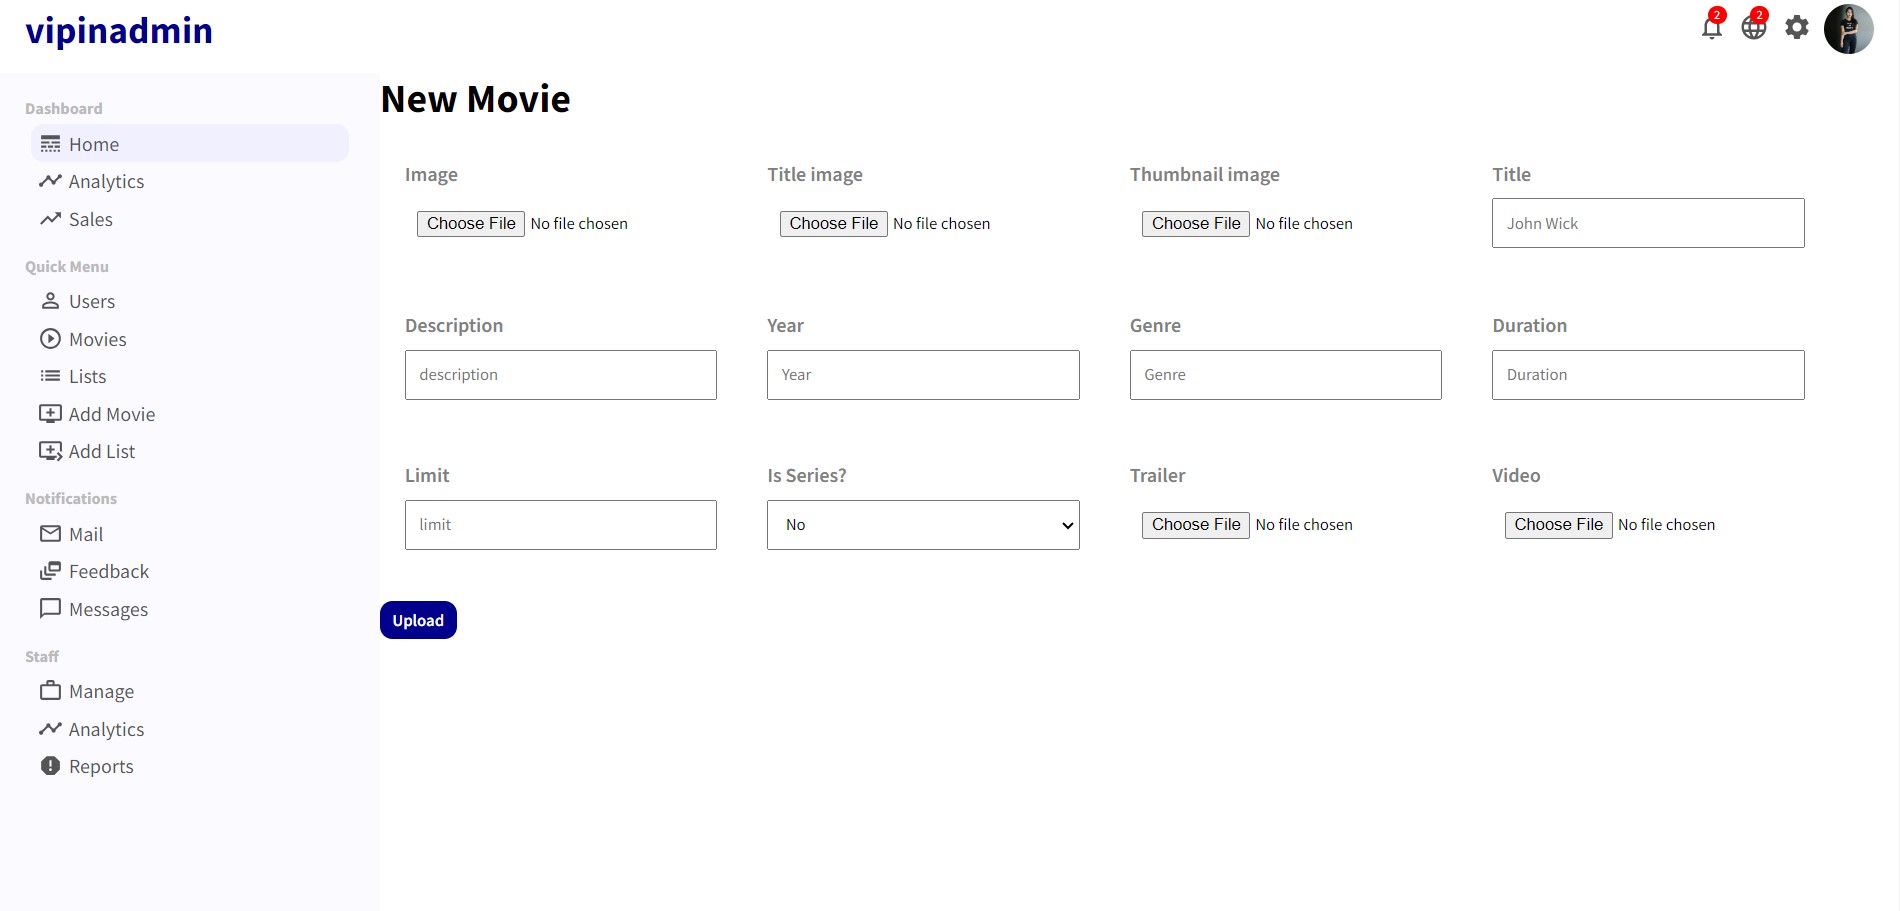 vipinadmin
2
2
Dashboard
Home
Analytics
Sales
Quick Menu
Users
Movies
Lists
Add Movie
Add List
Notifications
Mail
Feedback
Messages
Staff
Manage
Analytics
Reports
New Movie
Image
Choose File No file chosen
Title image
Choose File No file chosen
Thumbnail image
Choose File No file chosen
Title
John Wick
Description
description
Year
Year
Genre
Genre
Duration
Duration
Limit
limit
Is Series?
No
Trailer
Choose File No file chosen
Video
Choose File No file chosen
Upload